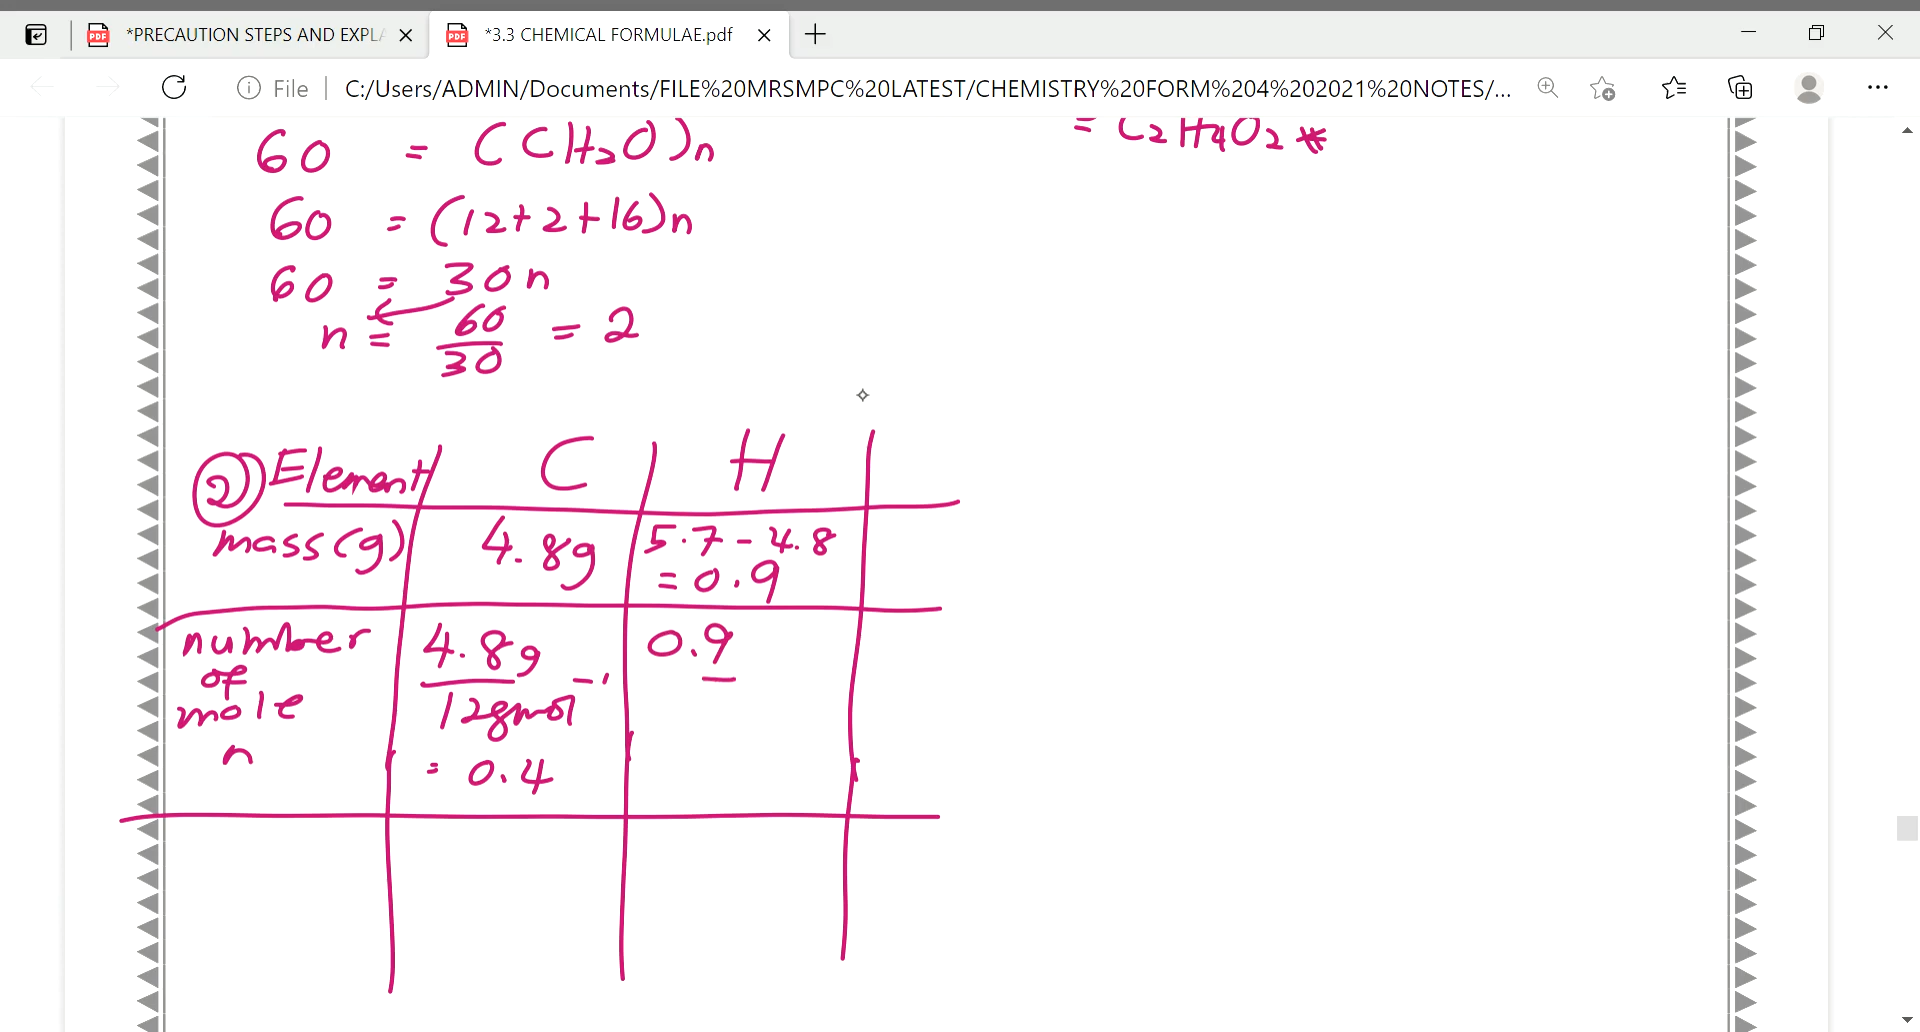 *PRECAUTION STEPS AND EXPLA
*3.3 CHEMICAL FORMULAE.pdf
File
C:/Users/ADMIN/Documents/FILE%20MRSMPC%20LATEST/CHEMISTRY%20FORM%204%202021%20NOTES/...
60 = (CH₂O)n
= C₂H₄O₂ *
60 = (12+2+16)n
60 = 30n
n = 60/30 = 2
② Element C H
mass(g) 4.8g 5.7 - 4.8
= 0.9
number 4.8g 0.9
of
mole 12gmol⁻¹
n = 0.4